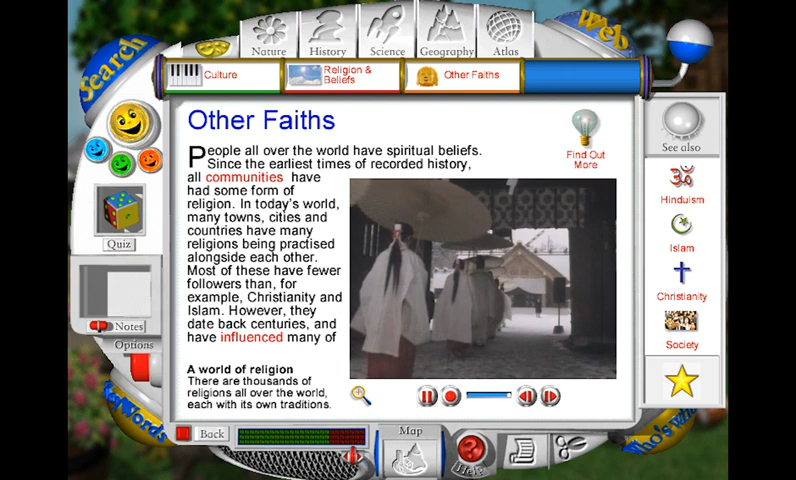 Search
Web
Nature
History
Science
Geography
Atlas
Culture
Religion &
Beliefs
Other Faiths
Other Faiths
People all over the world have spiritual beliefs.
Since the earliest times of recorded history,
all communities have
had some form of
religion. In today's world,
many towns, cities and
countries have many
religions being practised
alongside each other.
Most of these have fewer
followers than, for
example, Christianity and
Islam. However, they
date back centuries, and
have influenced many of
A world of religion
There are thousands of
religions all over the world,
each with its own traditions.
Find Out
More
See also
Hinduism
Islam
Christianity
Society
Quiz
Notes
Options
Back
Map
Help
Who's who